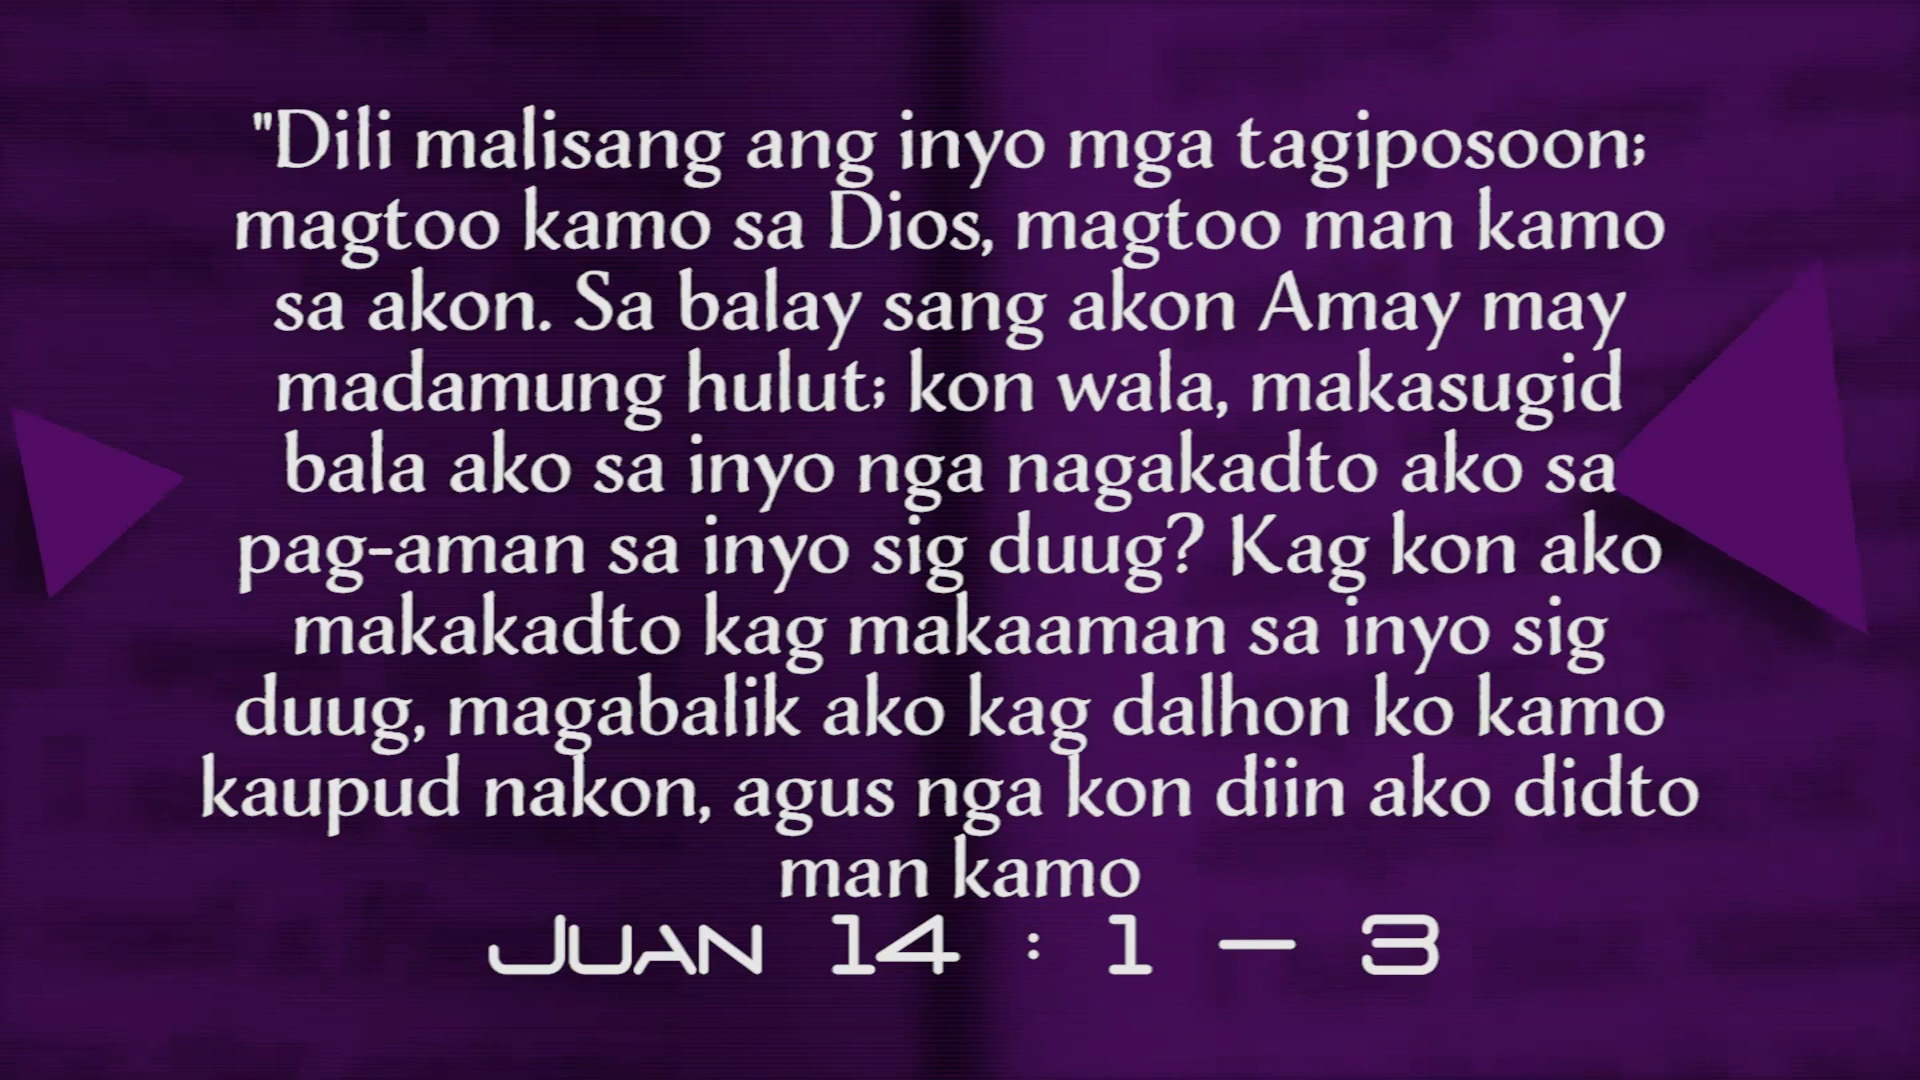 "Dili malisang ang inyo mga tagiposoon;
magtoo kamo sa Dios, magtoo man kamo
sa akon. Sa balay sang akon Amay may
madamung hulut; kon wala, makasugid
bala ako sa inyo nga nagakadto ako sa
pag-aman sa inyo sig duug? Kag kon ako
makakadto kag makaaman sa inyo sig
duug, magabalik ako kag dalhon ko kamo
kaupud nakon, agus nga kon diin ako didto
man kamo
Juan 14 : 1 – 3